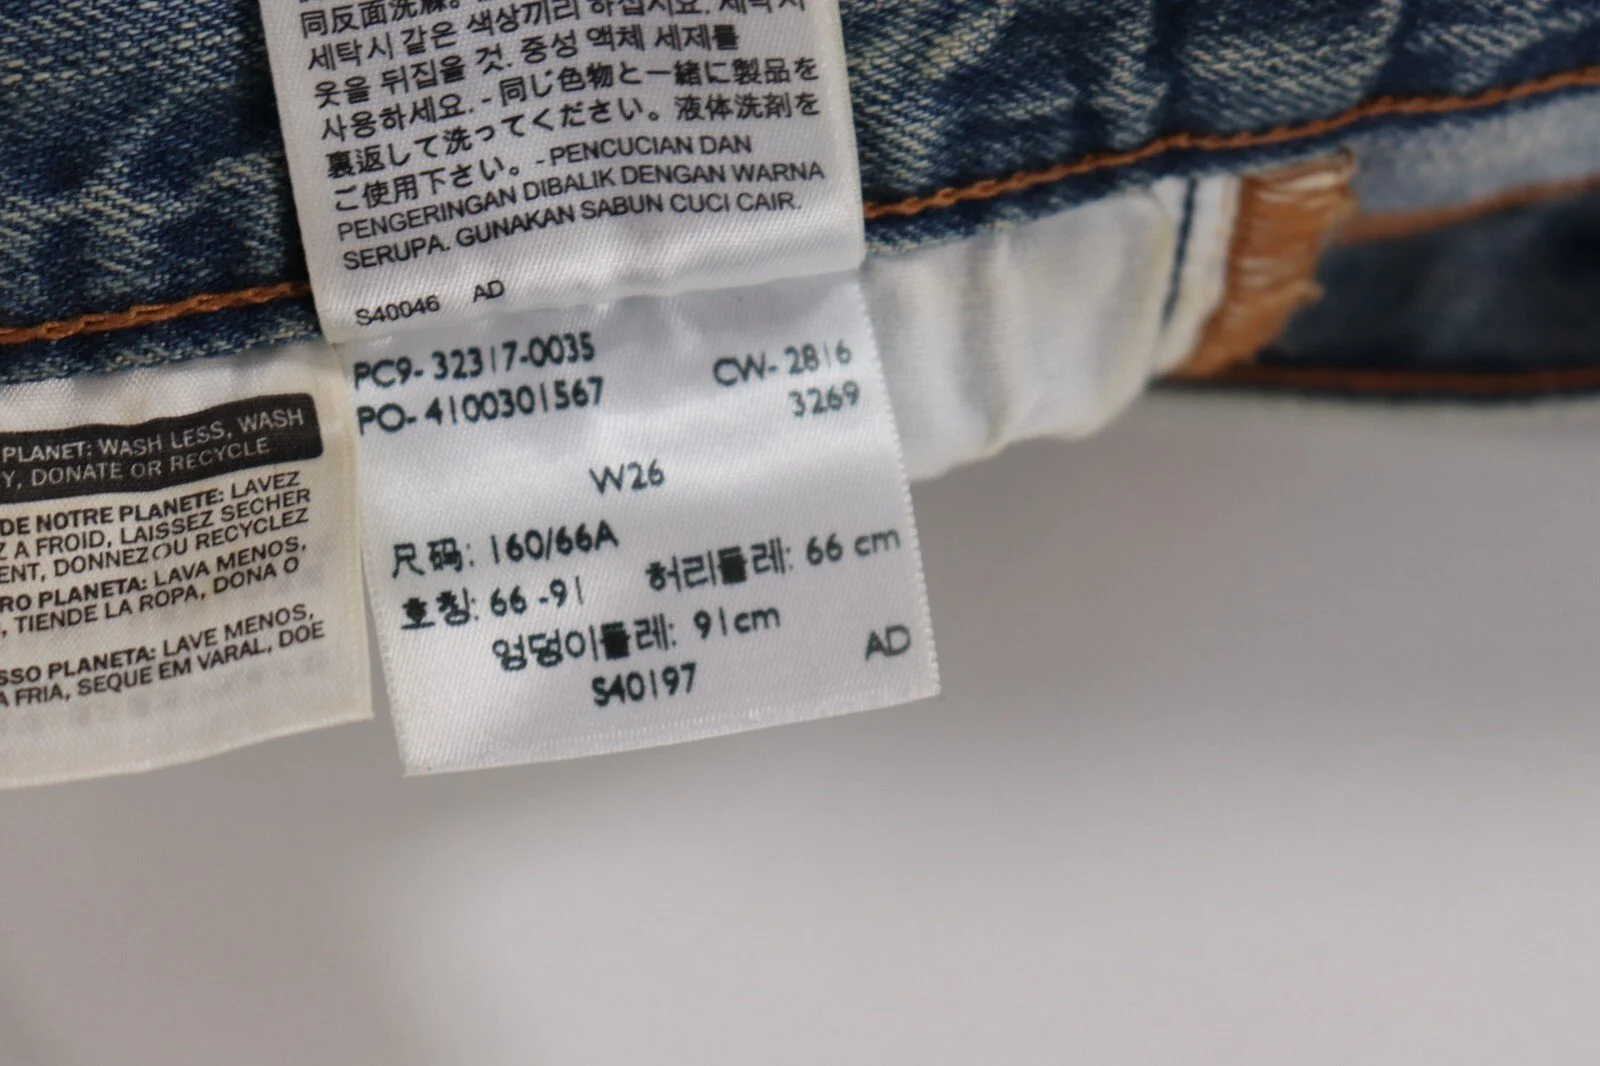 同反面洗滌。
세탁시 같은 색상끼리 하십시요. 세탁시
옷을 뒤집을 것. 중성 액체 세제를
사용하세요. - 同じ色物と一緒に製品を
裏返して洗ってください。液体洗剤を
ご使用下さい。- PENCUCIAN DAN
PENGERINGAN DIBALIK DENGAN WARNA
SERUPA. GUNAKAN SABUN CUCI CAIR.
S40046 AD
PC9- 32317-0035 CW- 2816
PO- 4100301567 3269
W26
尺码: 160/66A
허리둘레: 66 cm
호칭: 66 -91
엉덩이둘레: 91cm
AD
S40197
PLANET: WASH LESS, WASH
Y, DONATE OR RECYCLE
DE NOTRE PLANETE: LAVEZ
Z A FROID, LAISSEZ SECHER
ENT, DONNEZ OU RECYCLEZ
RO PLANETA: LAVA MENOS,
, TIENDE LA ROPA, DONA O
SSO PLANETA: LAVE MENOS,
A FRIA, SEQUE EM VARAL, DOE